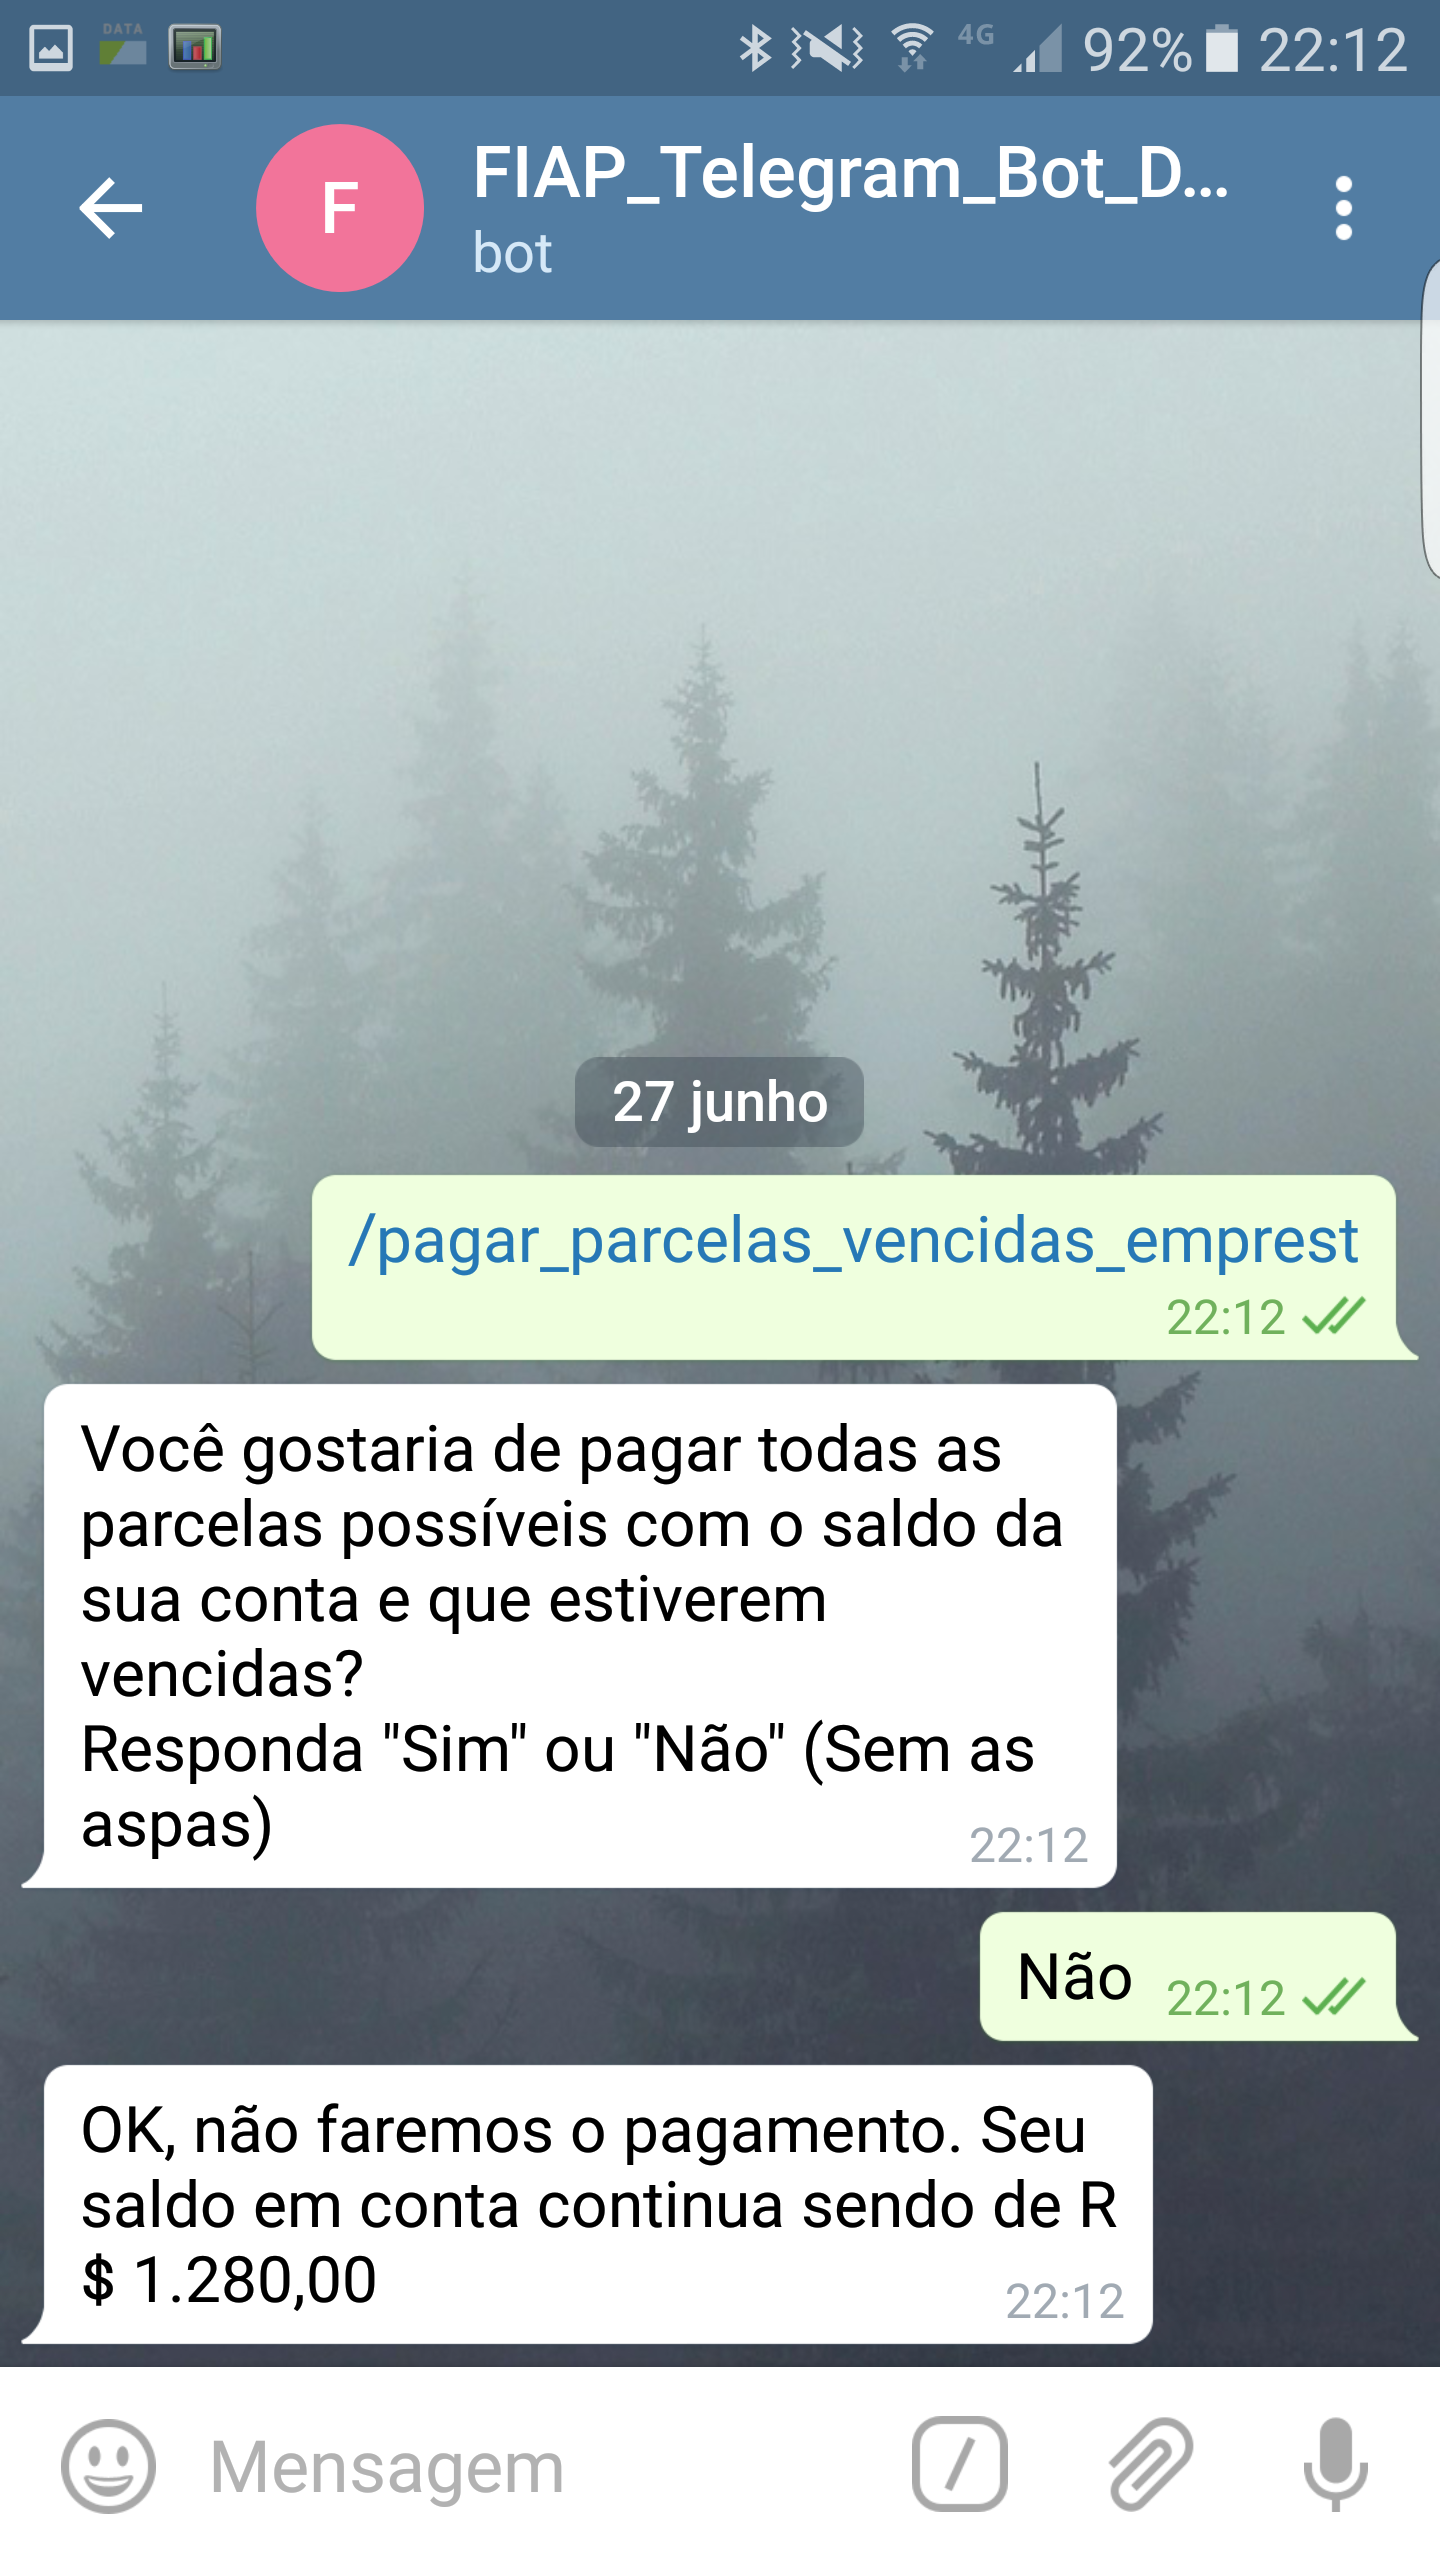 DATA
4G 92% 22:12
F
FIAP_Telegram_Bot_D...
bot
27 junho
/pagar_parcelas_vencidas_emprest
22:12
Você gostaria de pagar todas as
parcelas possíveis com o saldo da
sua conta e que estiverem
vencidas?
Responda "Sim" ou "Não" (Sem as
aspas)
22:12
Não 22:12
OK, não faremos o pagamento. Seu
saldo em conta continua sendo de R
$ 1.280,00
22:12
Mensagem